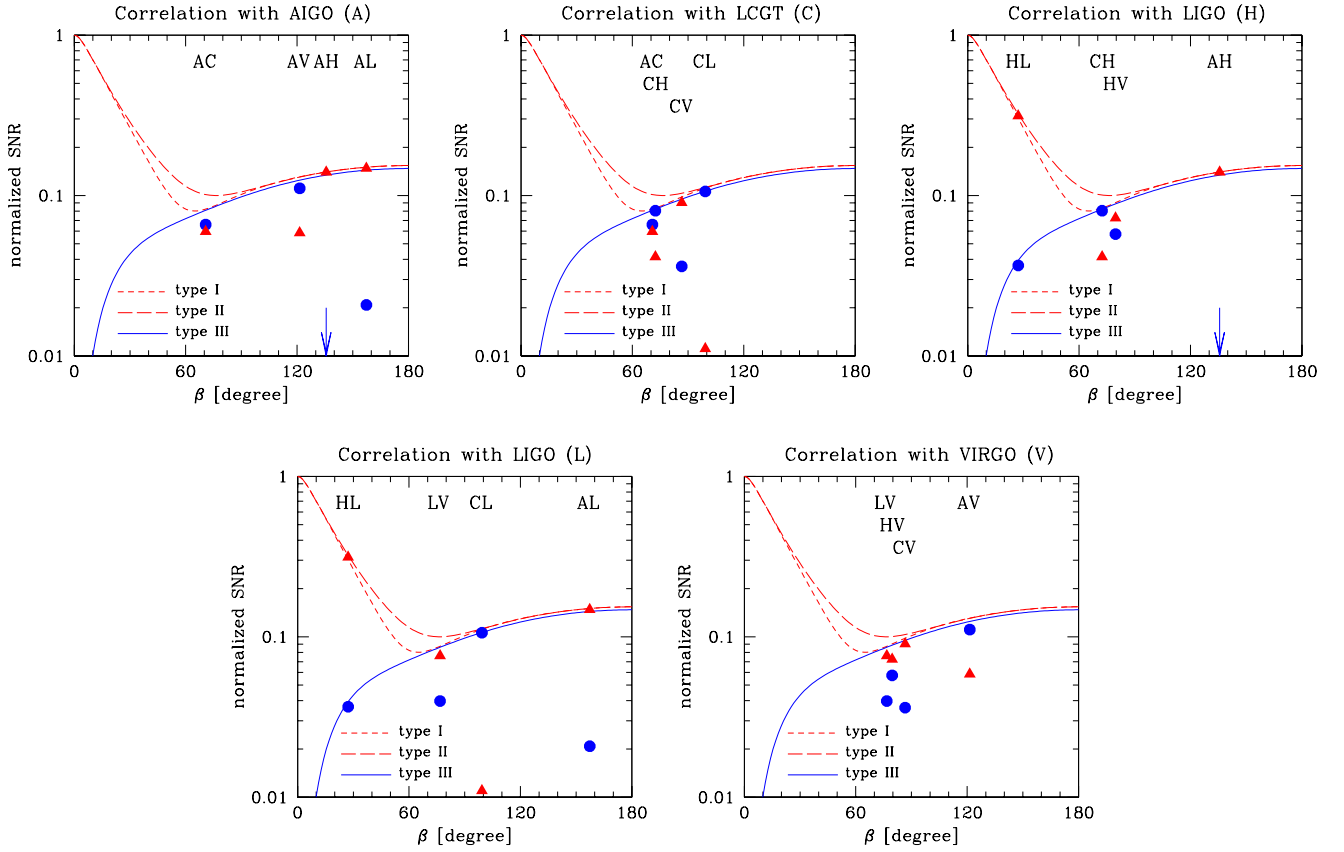 Correlation with AIGO (A)
1
0.1
0.01
normalized SNR
AC AV AH AL
type I
type II
type III
0 60 120 180
β [degree]
Correlation with LCGT (C)
1
0.1
0.01
normalized SNR
AC CL
CH
CV
type I
type II
type III
0 60 120 180
β [degree]
Correlation with LIGO (H)
1
0.1
0.01
normalized SNR
HL CH AH
HV
type I
type II
type III
0 60 120 180
β [degree]
Correlation with LIGO (L)
1
0.1
0.01
normalized SNR
HL LV CL AL
type I
type II
type III
0 60 120 180
β [degree]
Correlation with VIRGO (V)
1
0.1
0.01
normalized SNR
LV AV
HV
CV
type I
type II
type III
0 60 120 180
β [degree]